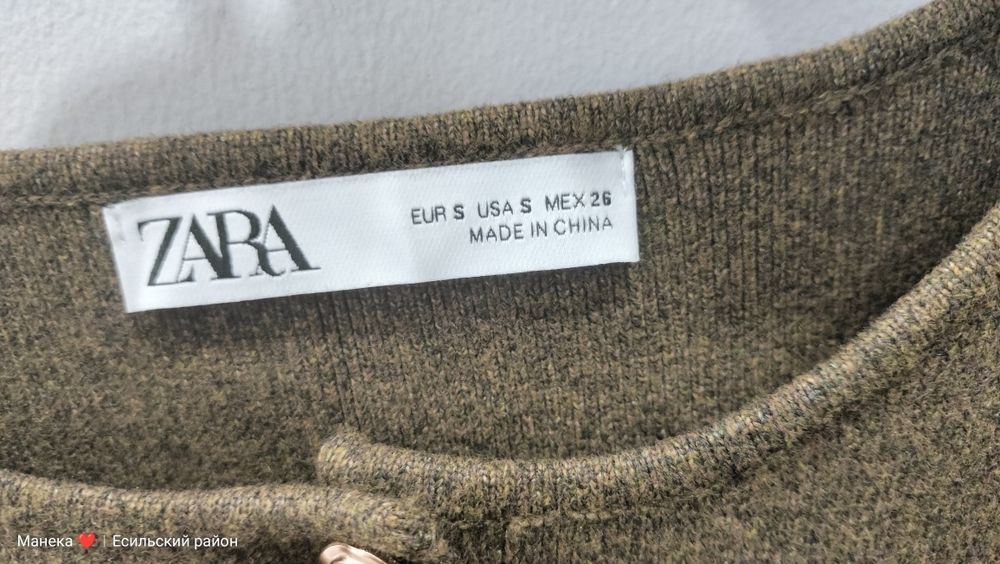 ZARA
EUR S USA S MEX 26
MADE IN CHINA
Манека ❤️ | Есильский район